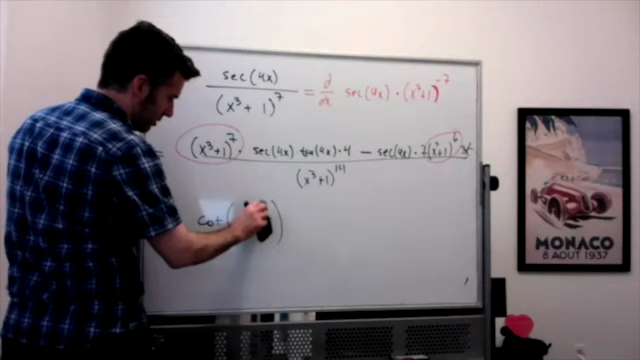 sec(4x) / (x³ + 1)⁷ = d/dx sec(4x) · (x³+1)⁻⁷
= (x³+1)⁷ · sec(4x) tan(4x) · 4 − sec(4x) · 7(x³+1)⁶
(x³+1)¹⁴
cot( )
MONACO
8 AOUT 1937